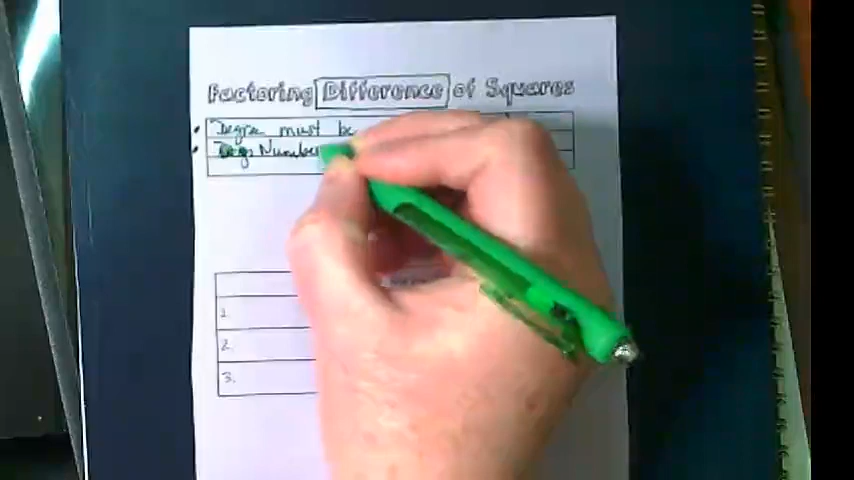 Factoring Difference of Squares
Degree must be
Number
1.
2.
3.